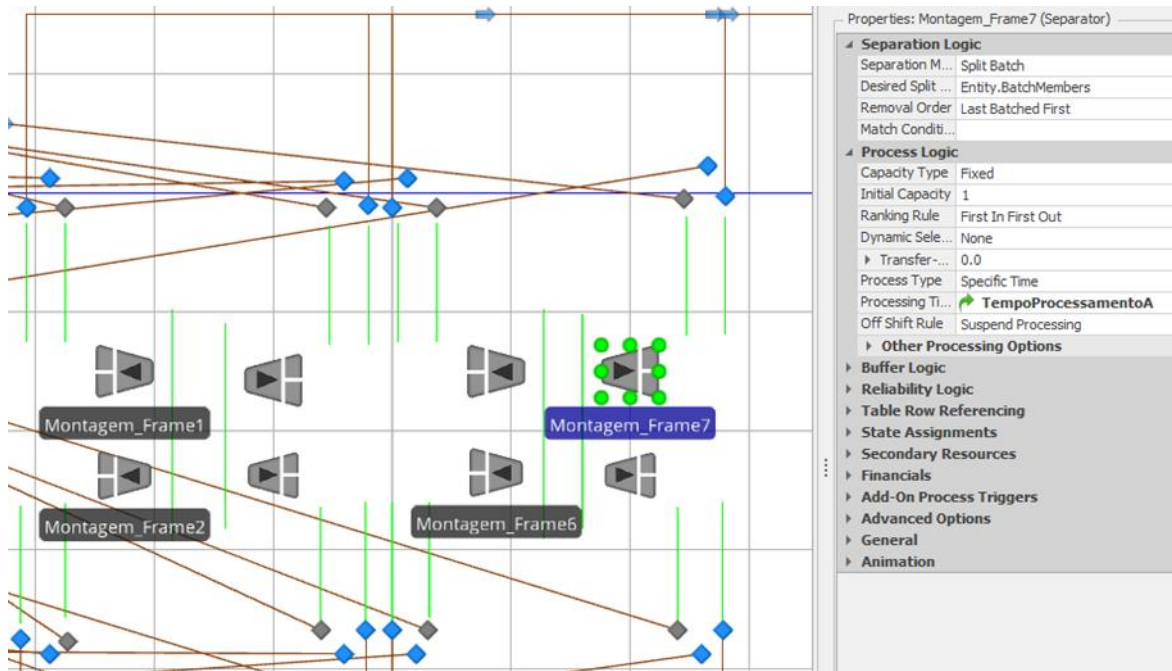 Montagem_Frame1
Montagem_Frame7
Montagem_Frame2
Montagem_Frame6
Properties: Montagem_Frame7 (Separator)
Separation Logic
Separation M... Split Batch
Desired Split ... Entity.BatchMembers
Removal Order Last Batched First
Match Conditi...
Process Logic
Capacity Type Fixed
Initial Capacity 1
Ranking Rule First In First Out
Dynamic Sele... None
Transfer-... 0.0
Process Type Specific Time
Processing Ti... TempoProcessamentoA
Off Shift Rule Suspend Processing
Other Processing Options
Buffer Logic
Reliability Logic
Table Row Referencing
State Assignments
Secondary Resources
Financials
Add-On Process Triggers
Advanced Options
General
Animation